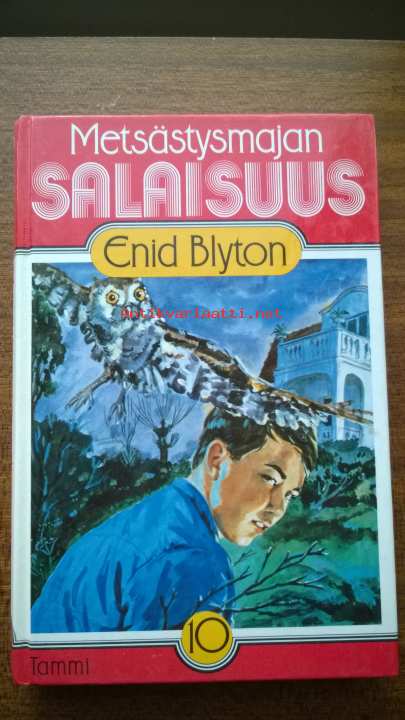 Metsästysmajan
SALAISUUS
Enid Blyton
Antikvariaatti.net
10
Tammi